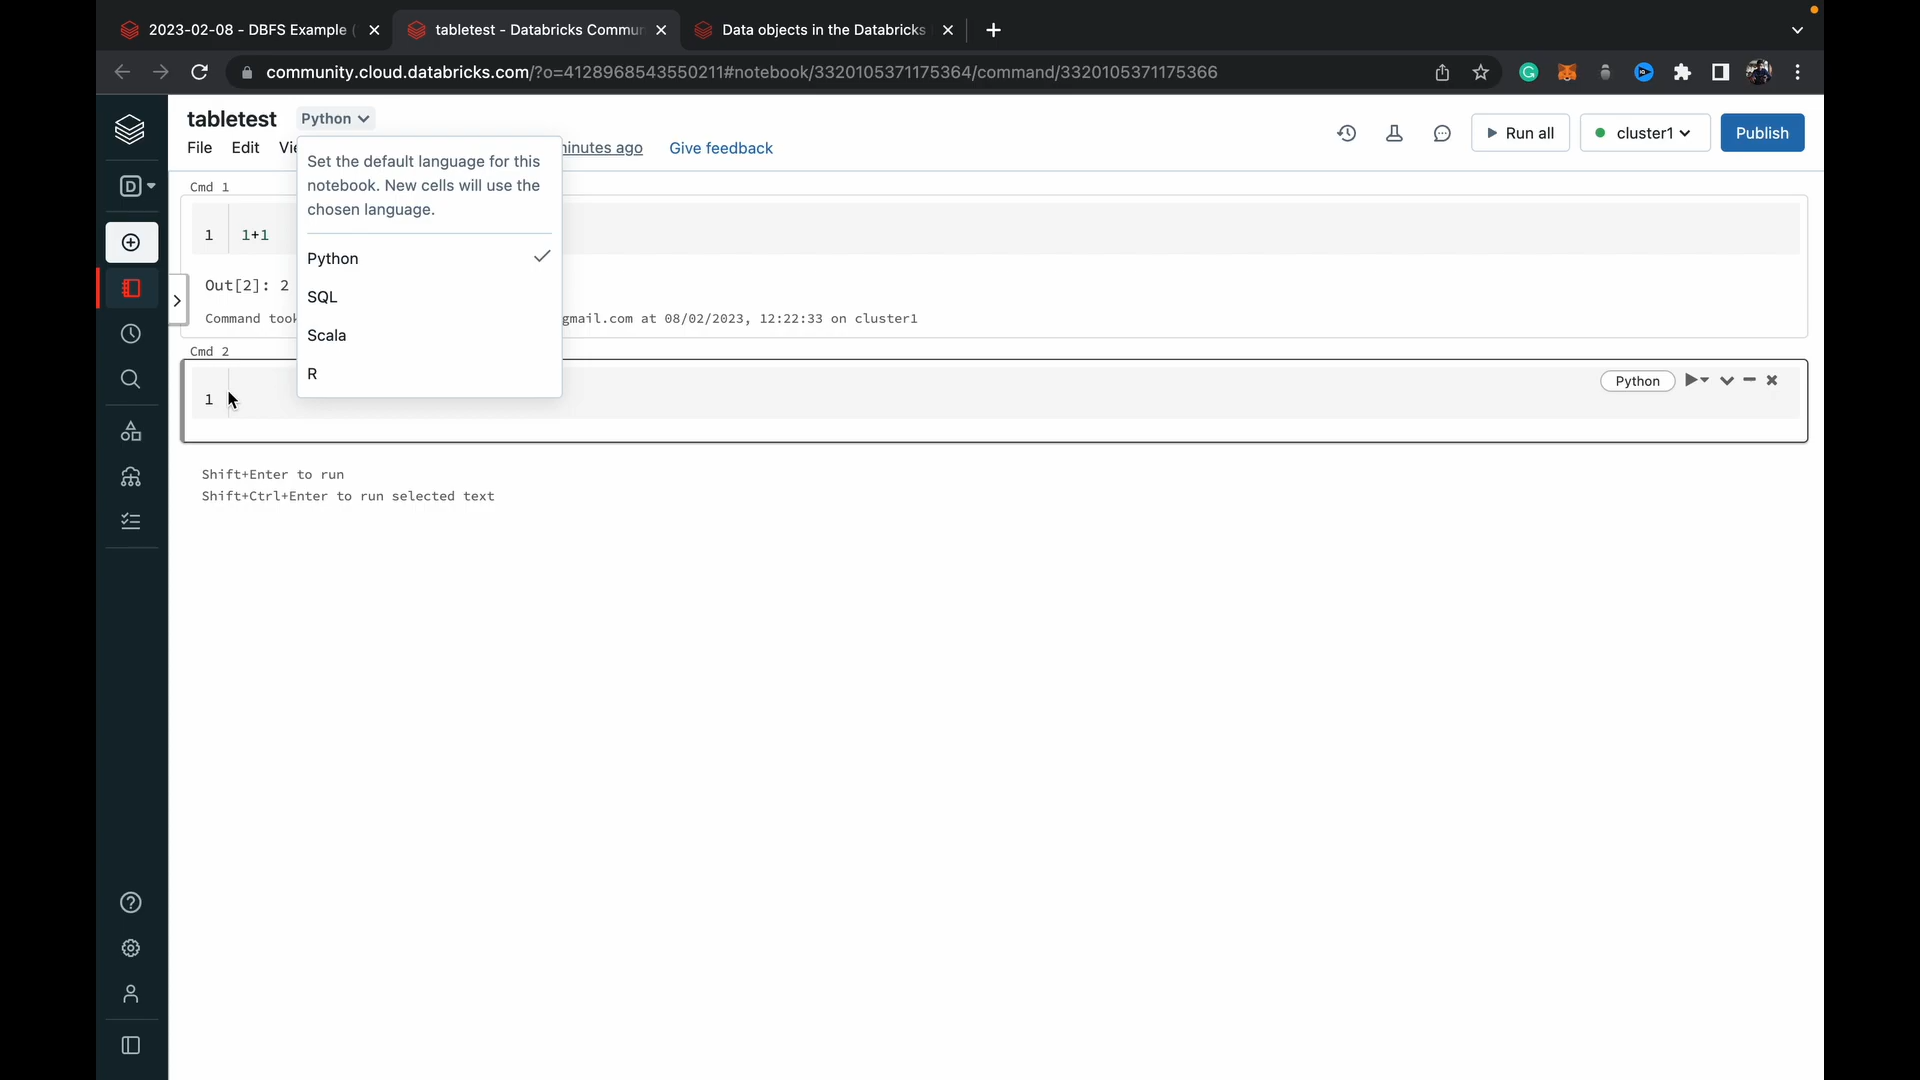 2023-02-08 - DBFS Example (
tabletest - Databricks Commu
Data objects in the Databricks
community.cloud.databricks.com/?o=4128968543550211#notebook/3320105371175364/command/3320105371175366
tabletest Python
File Edit Vie minutes ago Give feedback
Run all cluster1 Publish
Set the default language for this
notebook. New cells will use the
chosen language.
Python
SQL
Scala
R
D
Cmd 1
1 1+1
Out[2]: 2
Command took gmail.com at 08/02/2023, 12:22:33 on cluster1
Cmd 2
1
Python
Shift+Enter to run
Shift+Ctrl+Enter to run selected text